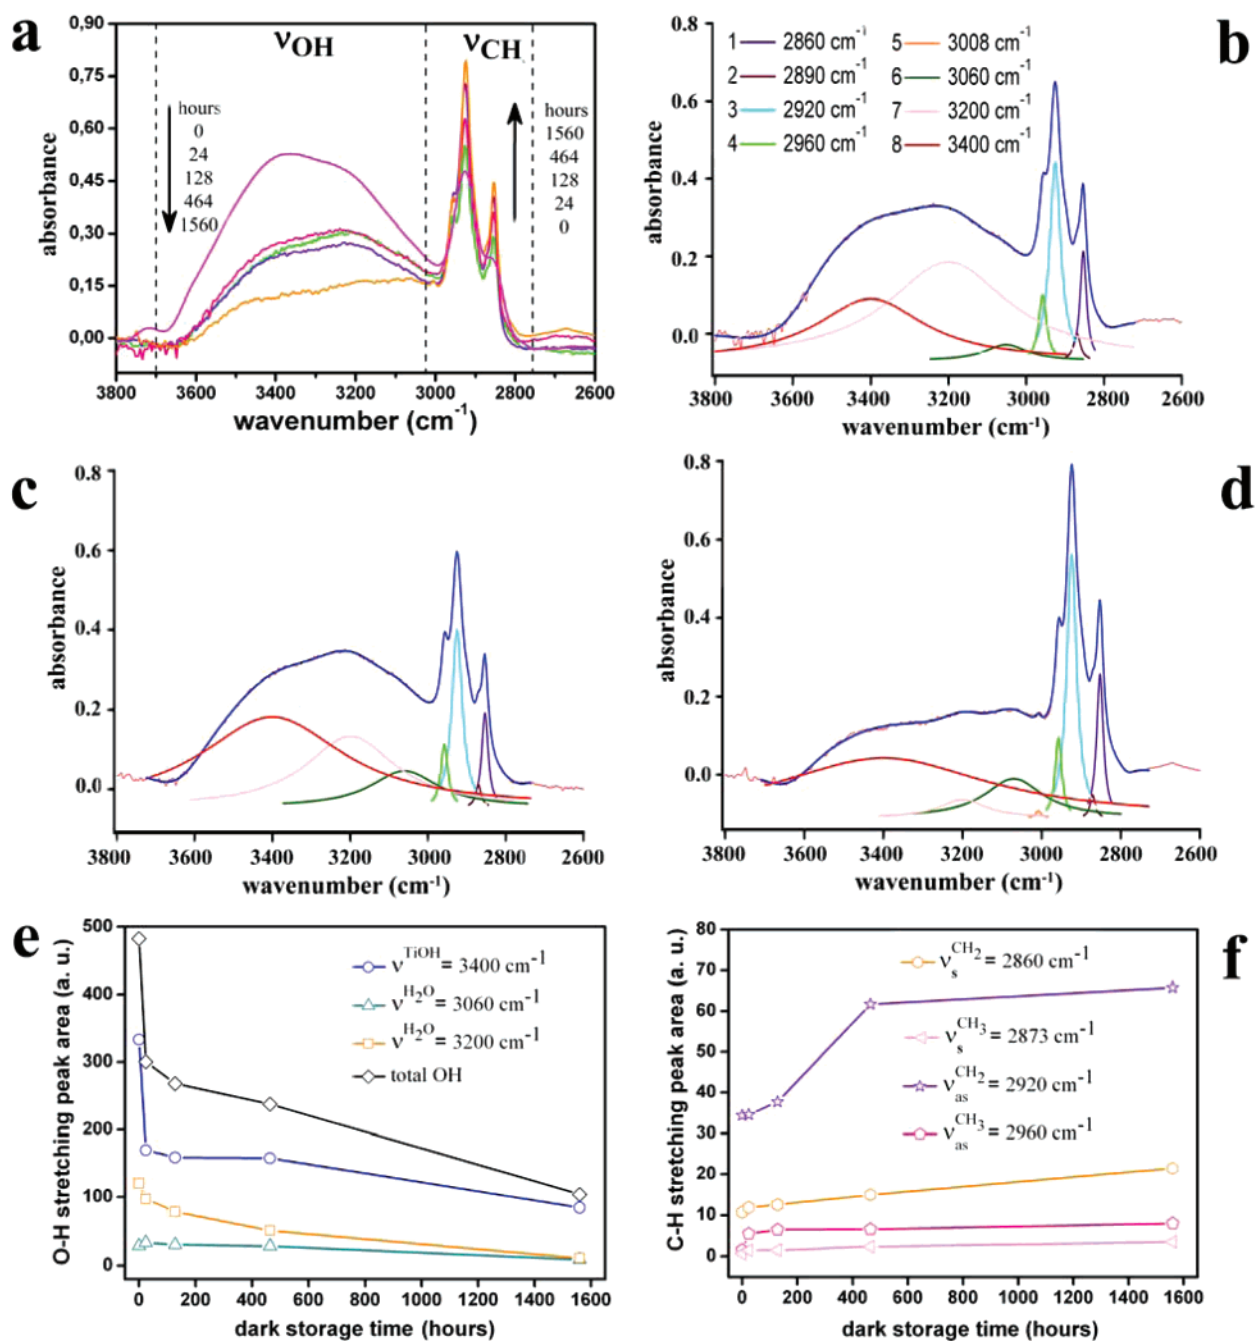 a
0,90
0,75
0,60
0,45
0,30
0,15
0,00
absorbance
νOH
νCH
hours
0
24
128
464
1560
hours
1560
464
128
24
0
3800 3600 3400 3200 3000 2800 2600
wavenumber (cm-1)
b
0.8
0.6
0.4
0.2
0.0
absorbance
1 2860 cm-1 5 3008 cm-1
2 2890 cm-1 6 3060 cm-1
3 2920 cm-1 7 3200 cm-1
4 2960 cm-1 8 3400 cm-1
3800 3600 3400 3200 3000 2800 2600
wavenumber (cm-1)
c
0.8
0.6
0.4
0.2
0.0
absorbance
3800 3600 3400 3200 3000 2800 2600
wavenumber (cm-1)
d
0.8
0.6
0.4
0.2
0.0
absorbance
3800 3600 3400 3200 3000 2800 2600
wavenumber (cm-1)
e
500
400
300
200
100
0
O-H stretching peak area (a. u.)
νTiOH = 3400 cm-1
νH2O = 3060 cm-1
νH2O = 3200 cm-1
total OH
0 200 400 600 800 1000 1200 1400 1600
dark storage time (hours)
f
80
70
60
50
40
30
20
10
0
C-H stretching peak area (a. u.)
νsCH2 = 2860 cm-1
νsCH3 = 2873 cm-1
νasCH2 = 2920 cm-1
νasCH3 = 2960 cm-1
0 200 400 600 800 1000 1200 1400 1600
dark storage time (hours)